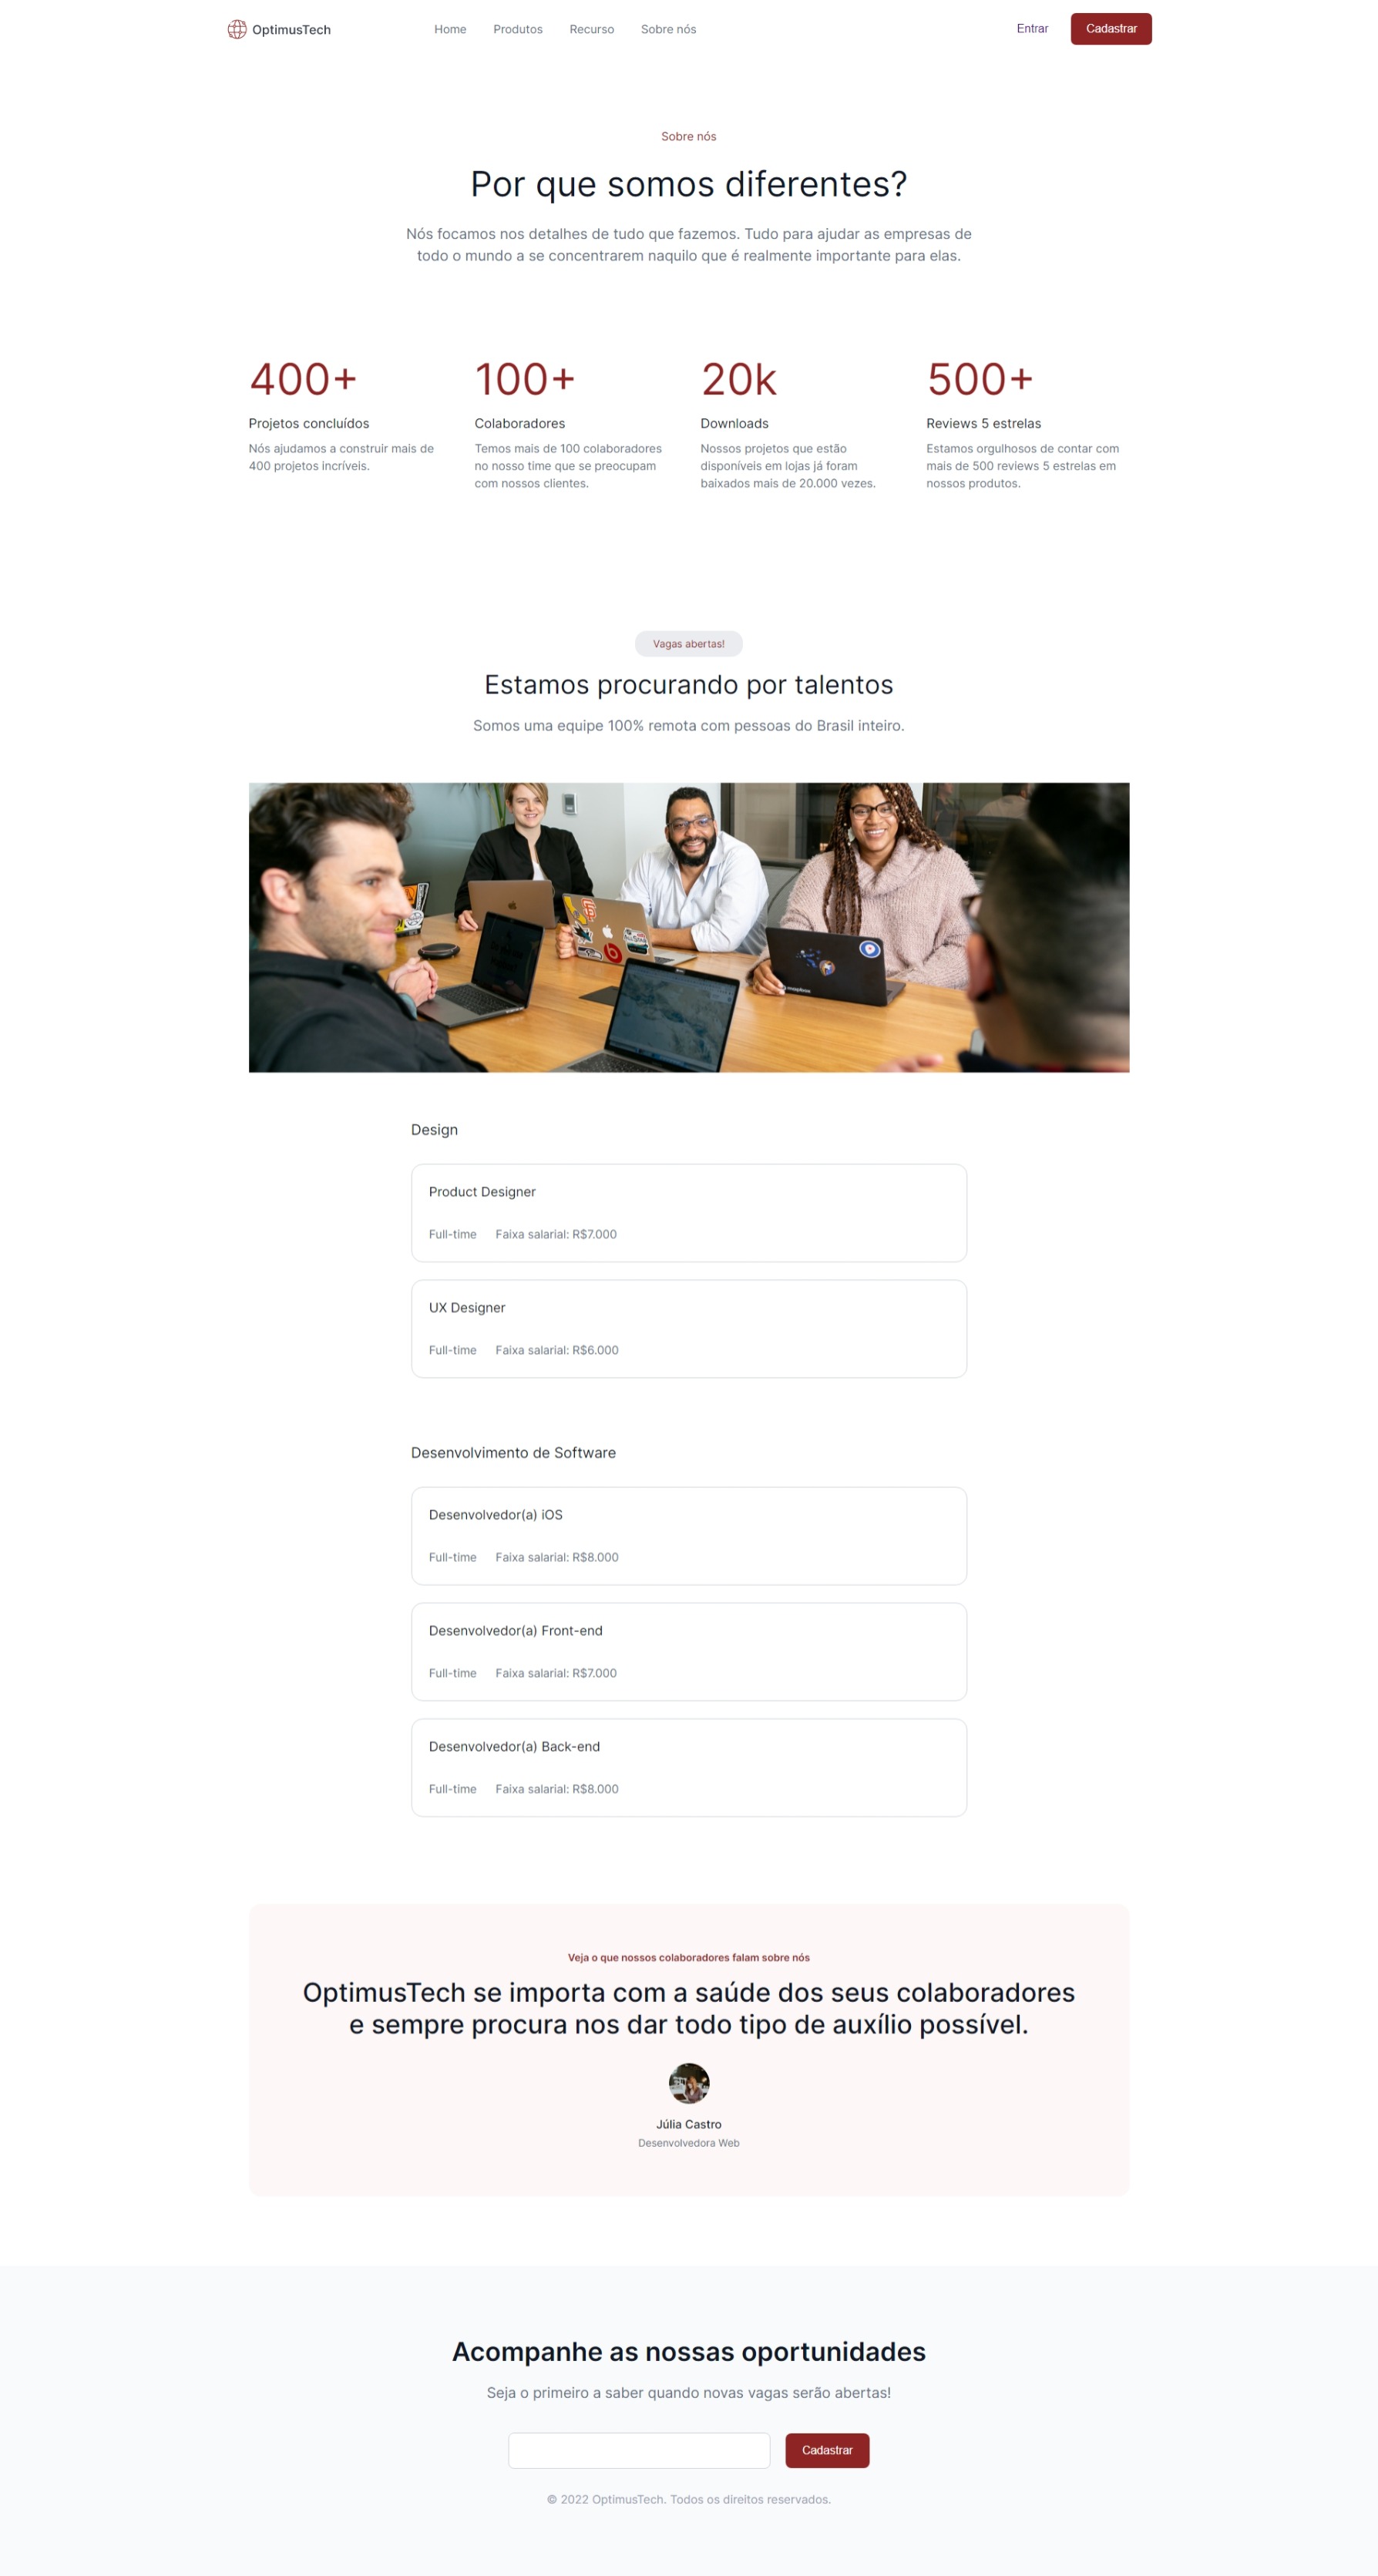 OptimusTech
Home
Produtos
Recurso
Sobre nós
Entrar
Cadastrar
Sobre nós
Por que somos diferentes?
Nós focamos nos detalhes de tudo que fazemos. Tudo para ajudar as empresas de
todo o mundo a se concentrarem naquilo que é realmente importante para elas.
400+
Projetos concluídos
Nós ajudamos a construir mais de
400 projetos incríveis.
100+
Colaboradores
Temos mais de 100 colaboradores
no nosso time que se preocupam
com nossos clientes.
20k
Downloads
Nossos projetos que estão
disponíveis em lojas já foram
baixados mais de 20.000 vezes.
500+
Reviews 5 estrelas
Estamos orgulhosos de contar com
mais de 500 reviews 5 estrelas em
nossos produtos.
Vagas abertas!
Estamos procurando por talentos
Somos uma equipe 100% remota com pessoas do Brasil inteiro.
Design
Product Designer
Full-time Faixa salarial: R$7.000
UX Designer
Full-time Faixa salarial: R$6.000
Desenvolvimento de Software
Desenvolvedor(a) iOS
Full-time Faixa salarial: R$8.000
Desenvolvedor(a) Front-end
Full-time Faixa salarial: R$7.000
Desenvolvedor(a) Back-end
Full-time Faixa salarial: R$8.000
Veja o que nossos colaboradores falam sobre nós
OptimusTech se importa com a saúde dos seus colaboradores
e sempre procura nos dar todo tipo de auxílio possível.
Júlia Castro
Desenvolvedora Web
Acompanhe as nossas oportunidades
Seja o primeiro a saber quando novas vagas serão abertas!
Cadastrar
© 2022 OptimusTech. Todos os direitos reservados.